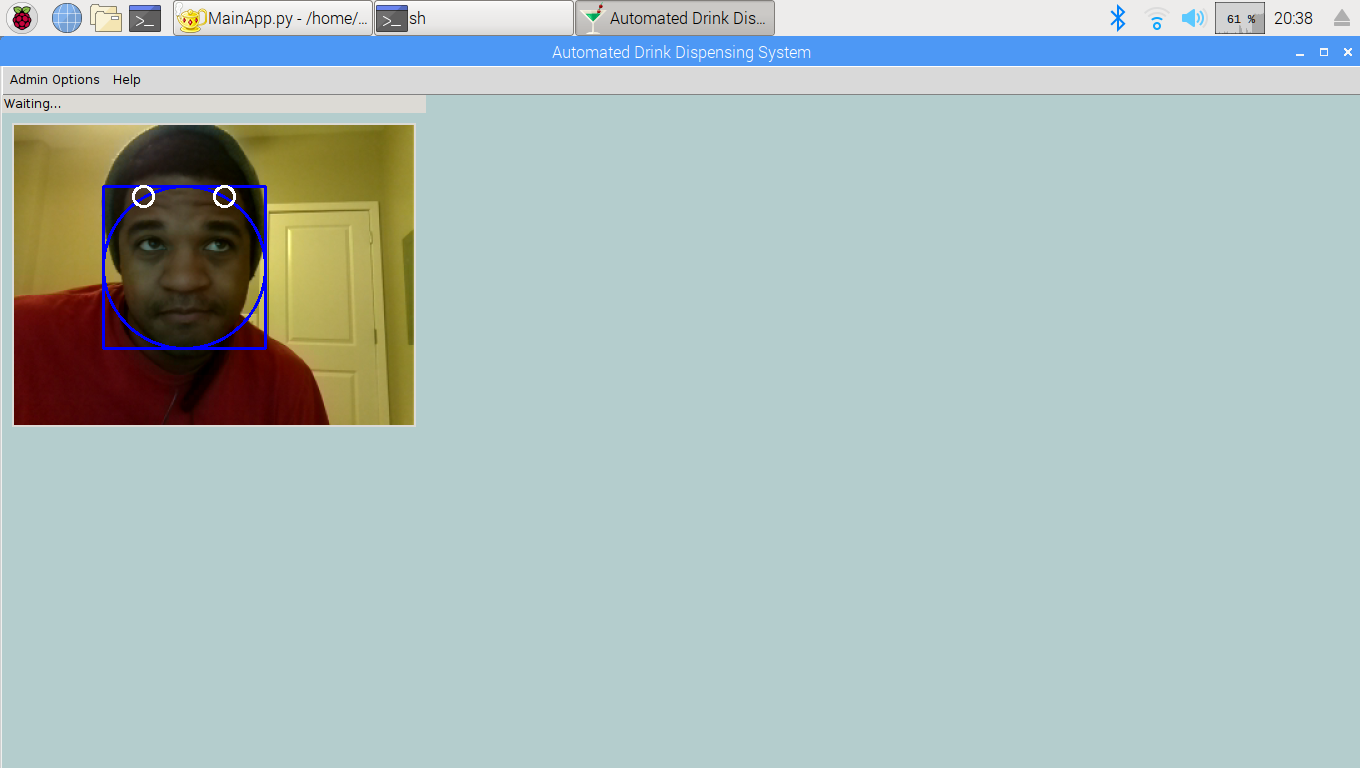 MainApp.py - /home/... sh Automated Drink Dis... 61 % 20:38
Automated Drink Dispensing System
Admin Options Help
Waiting...